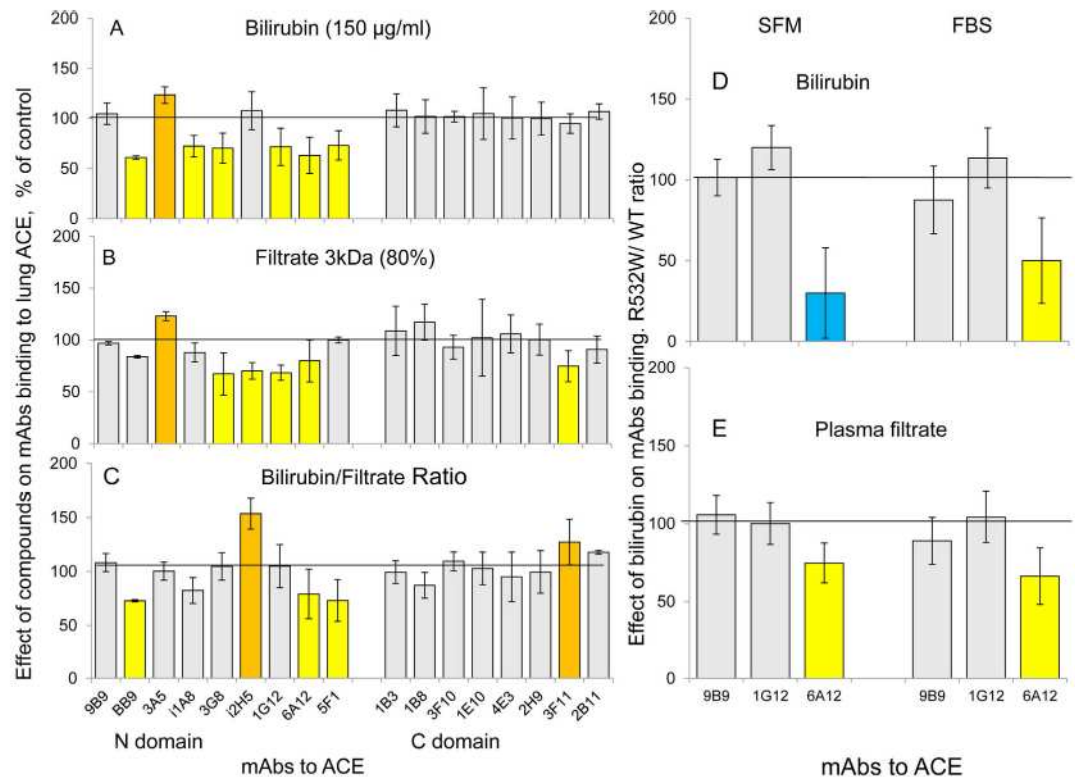 Effect of compounds on mAbs binding to lung ACE, % of control
A
Bilirubin (150 µg/ml)
200
150
100
50
0
B
Filtrate 3kDa (80%)
200
150
100
50
0
C
Bilirubin/Filtrate Ratio
200
150
100
50
0
9B9
BB9
3A5
I1A8
3G8
i2H5
1G12
6A12
5F1
1B3
1B8
3F10
1E10
4E3
2H9
3F11
2B11
N domain
C domain
mAbs to ACE
Effect of bilirubin on mAbs binding. R532W/ WT ratio
SFM
FBS
D
Bilirubin
200
150
100
50
0
E
Plasma filtrate
200
150
100
50
0
9B9
1G12
6A12
9B9
1G12
6A12
mAbs to ACE